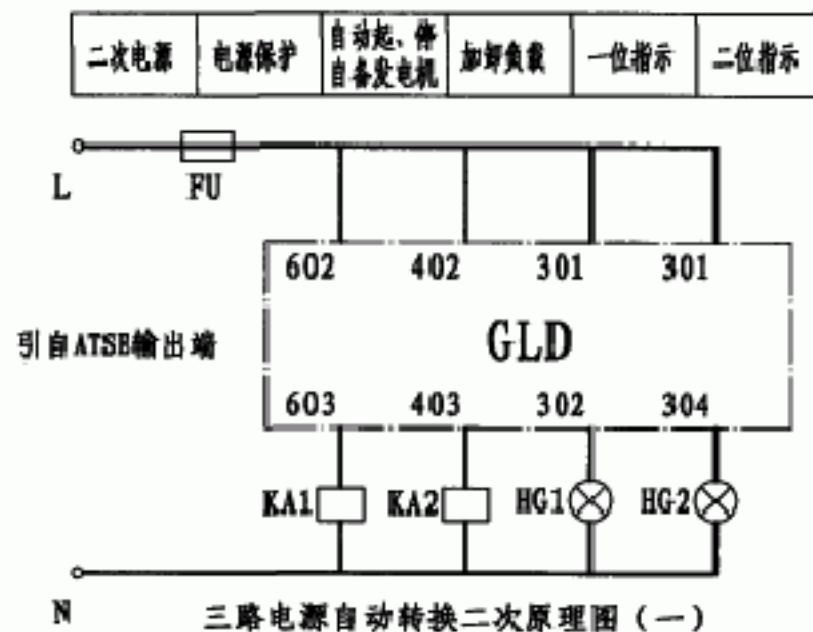 二次电源 电源保护 自动起、停 加卸负载 一位指示 二位指示
自备发电机
L FU
602 402 301 301
引自ATSE输出端 GLD
603 403 302 304
KA1 KA2 HG1 HG2
N 三路电源自动转换二次原理图（一）